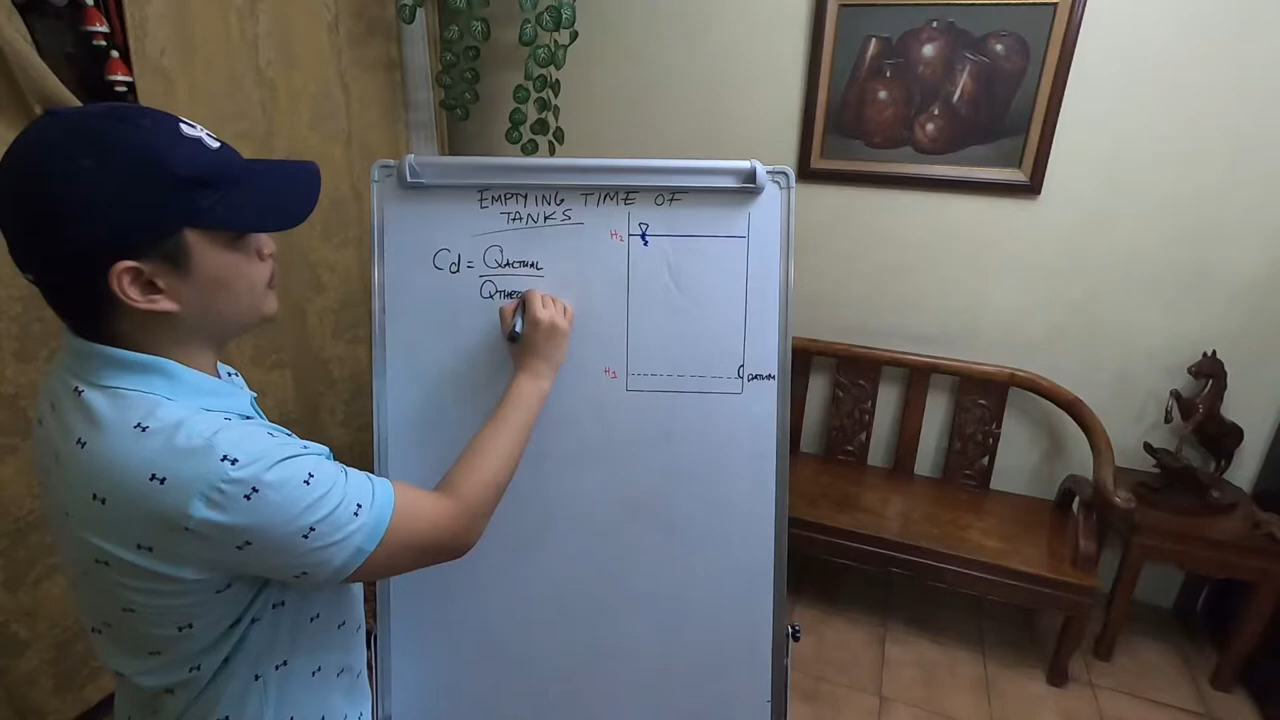 EMPTYING TIME OF
TANKS
Cd = QACTUAL
QTHEO
H2
H1
DATUM